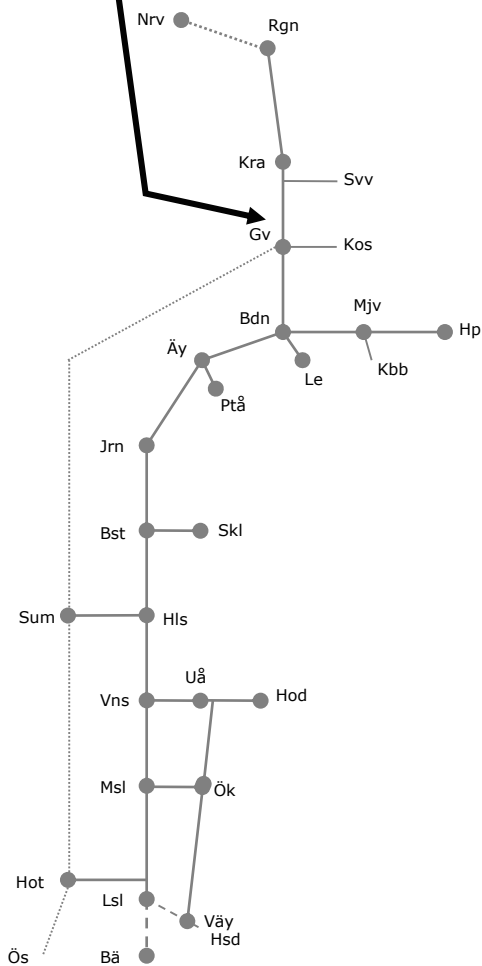 Nrv
Rgn
Kra
Svv
Gv
Kos
Bdn
Mjv
Hp
Äy
Le
Kbb
Ptå
Jrn
Bst
Skl
Sum
Hls
Uå
Vns
Hod
Msl
Ök
Hot
Lsl
Väy
Hsd
Ös
Bä